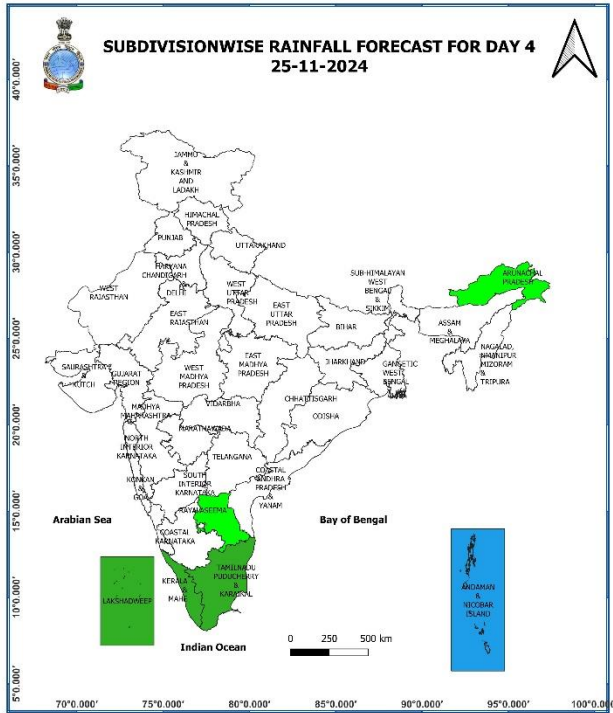 SUBDIVISIONWISE RAINFALL FORECAST FOR DAY 4
25-11-2024
40°0.000'
35°0.000'
30°0.000'
25°0.000'
20°0.000'
15°0.000'
10°0.000'
5°0.000'
JAMMO
&
KASHMIR
AND
LADAKH
HIMACHAL
PRADESH
PUNJAB
UTTARAKHAND
HARYANA
CHANDIGARH
DELHI
WEST
RAJASTHAN
WEST
UTTAR
PRADESH
EAST
RAJASTHAN
EAST
UTTAR
PRADESH
SUB-HIMALAYAN
WEST
BENGAL
&
SIKKIM
ARUNACHAL
PRADESH
BIHAR
ASSAM
&
MEGHALAYA
NAGALAD,
MIZORAM
&
TRIPURA
SAURASHTRA
&
KUTCH
GUJARAT
REGION
WEST
MADHYA
PRADESH
EAST
MADHYA
PRADESH
JHARKHAND
GANGETIC
WEST
BENGAL
CHHATTISGARH
ODISHA
VIDARBHA
MADHYA
MAHARASHTRA
MARATHAWADA
NORTH
INTERIOR
KARNATAKA
TELANGANA
KONKAN
&
GOA
SOUTH
INTERIOR
KARNATAKA
COASTAL
ANDHRA
PRADESH
&
YANAM
RAYALASEEMA
COASTAL
KARNATAKA
Arabian Sea
Bay of Bengal
LAKSHADWEEP
KERALA
&
MAHE
TAMILNADU
PUDUCHERRY
&
KARAIKAL
ANDAMAN
&
NICOBAR
ISLAND
Indian Ocean
0 250 500 km
70°0.000' 75°0.000' 80°0.000' 85°0.000' 90°0.000' 95°0.000' 100°0.000'